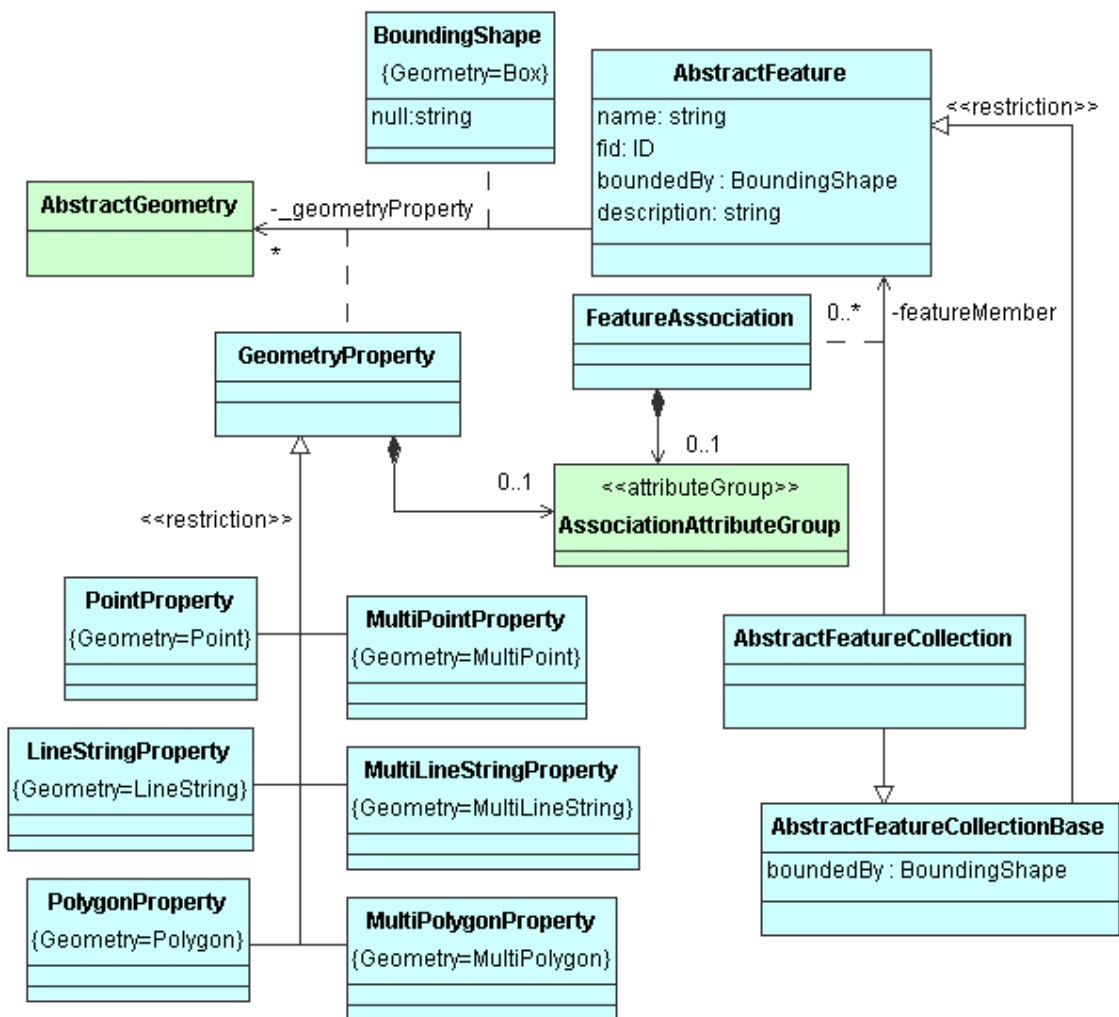 BoundingShape
{Geometry=Box}
null:string
AbstractFeature
name: string
fid: ID
boundedBy : BoundingShape
description: string
<<restriction>>
AbstractGeometry
-_geometryProperty
*
GeometryProperty
FeatureAssociation
0..*
-featureMember
0..1
0..1
<<attributeGroup>>
AssociationAttributeGroup
<<restriction>>
PointProperty
{Geometry=Point}
MultiPointProperty
{Geometry=MultiPoint}
AbstractFeatureCollection
LineStringProperty
{Geometry=LineString}
MultiLineStringProperty
{Geometry=MultiLineString}
AbstractFeatureCollectionBase
boundedBy : BoundingShape
PolygonProperty
{Geometry=Polygon}
MultiPolygonProperty
{Geometry=MultiPolygon}